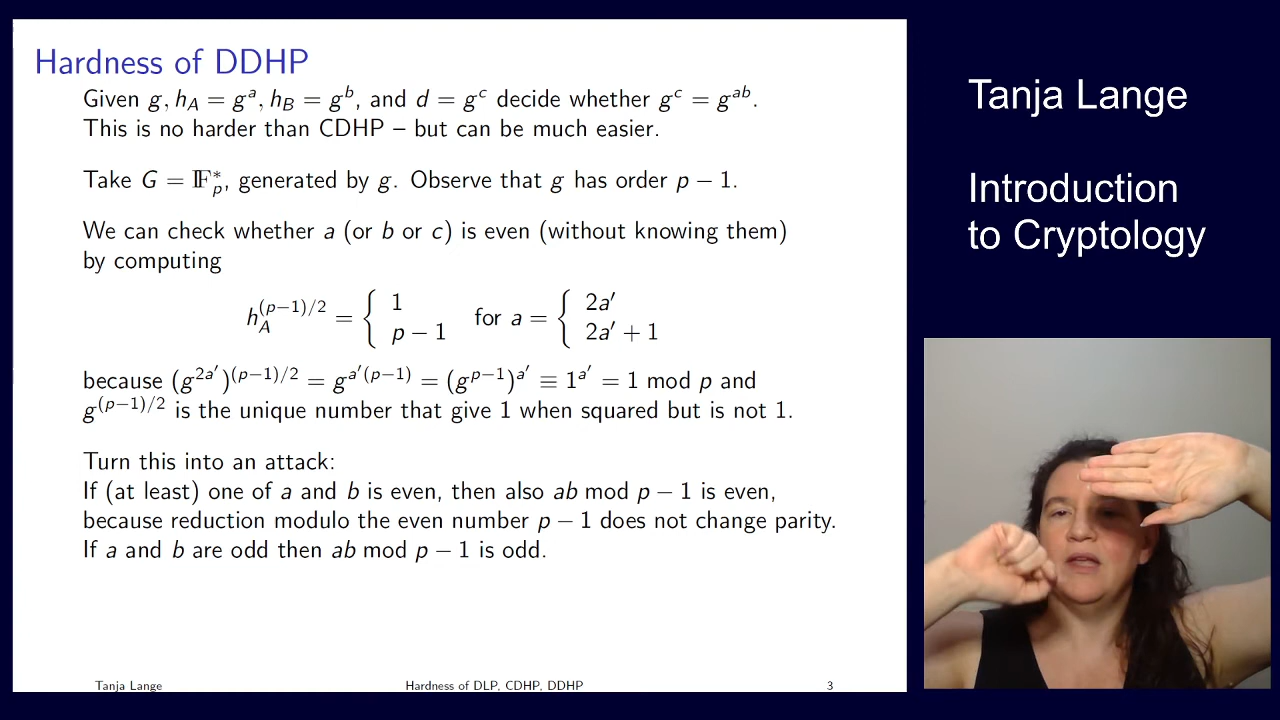 Hardness of DDHP
Given g, h_A = g^a, h_B = g^b, and d = g^c decide whether g^c = g^{ab}.
This is no harder than CDHP – but can be much easier.
Take G = 𝔽*_p, generated by g. Observe that g has order p − 1.
We can check whether a (or b or c) is even (without knowing them)
by computing
h_A^{(p−1)/2} = { 1 for a = { 2a′
p − 1 2a′ + 1
because (g^{2a′})^{(p−1)/2} = g^{a′(p−1)} = (g^{p−1})^{a′} ≡ 1^{a′} = 1 mod p and
g^{(p−1)/2} is the unique number that give 1 when squared but is not 1.
Turn this into an attack:
If (at least) one of a and b is even, then also ab mod p − 1 is even,
because reduction modulo the even number p − 1 does not change parity.
If a and b are odd then ab mod p − 1 is odd.
Tanja Lange Hardness of DLP, CDHP, DDHP 3
Tanja Lange
Introduction
to Cryptology